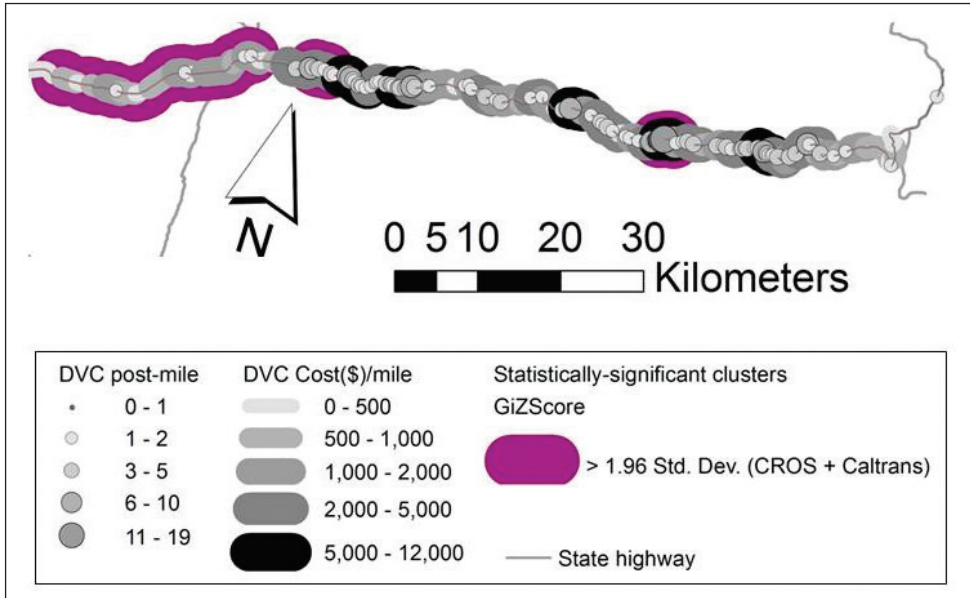 N
0 5 10 20 30
Kilometers
DVC post-mile
0 - 1
1 - 2
3 - 5
6 - 10
11 - 19
DVC Cost($)/mile
0 - 500
500 - 1,000
1,000 - 2,000
2,000 - 5,000
5,000 - 12,000
Statistically-significant clusters
GiZScore
> 1.96 Std. Dev. (CROS + Caltrans)
State highway